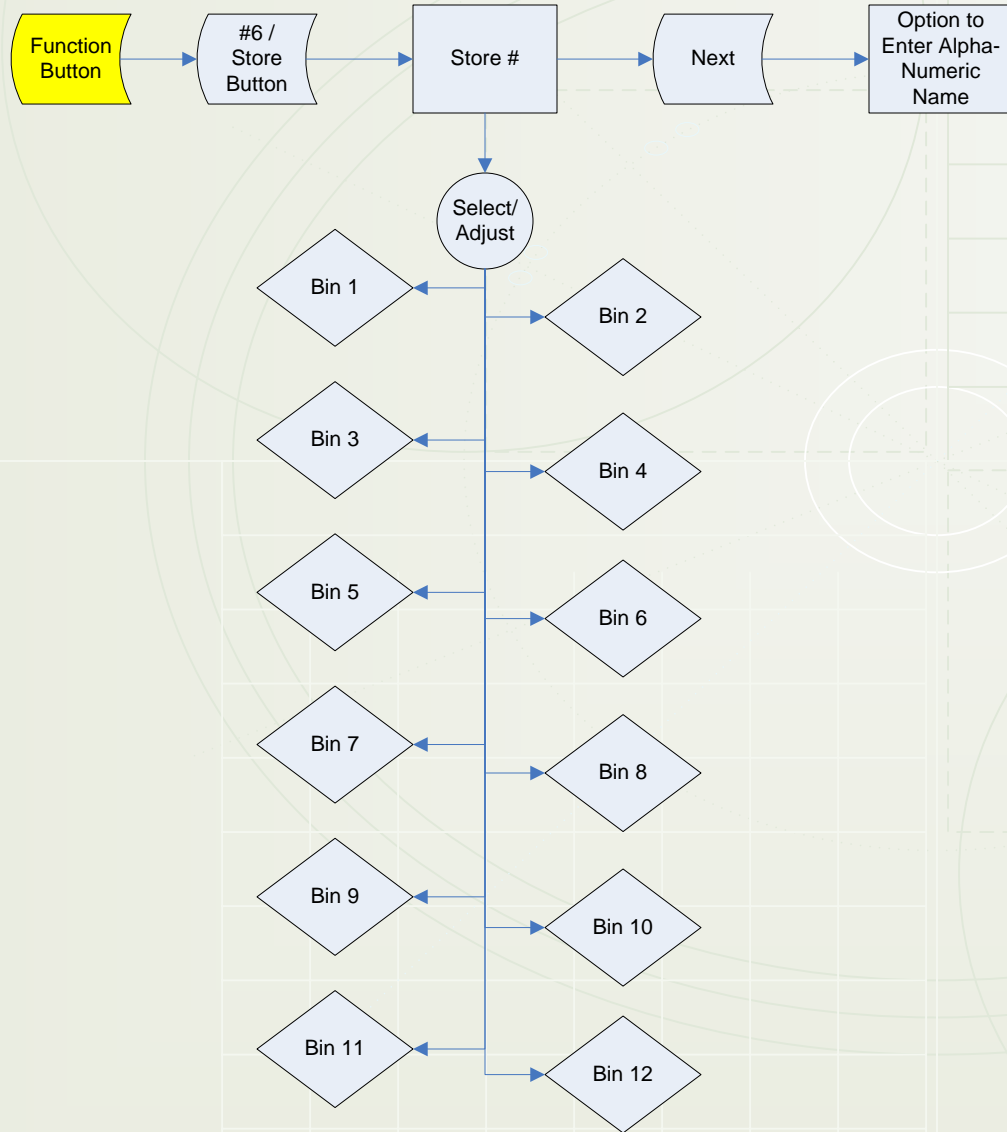 Function
Button
#6 /
Store
Button
Store #
Next
Option to
Enter Alpha-
Numeric
Name
Select/
Adjust
Bin 1
Bin 2
Bin 3
Bin 4
Bin 5
Bin 6
Bin 7
Bin 8
Bin 9
Bin 10
Bin 11
Bin 12